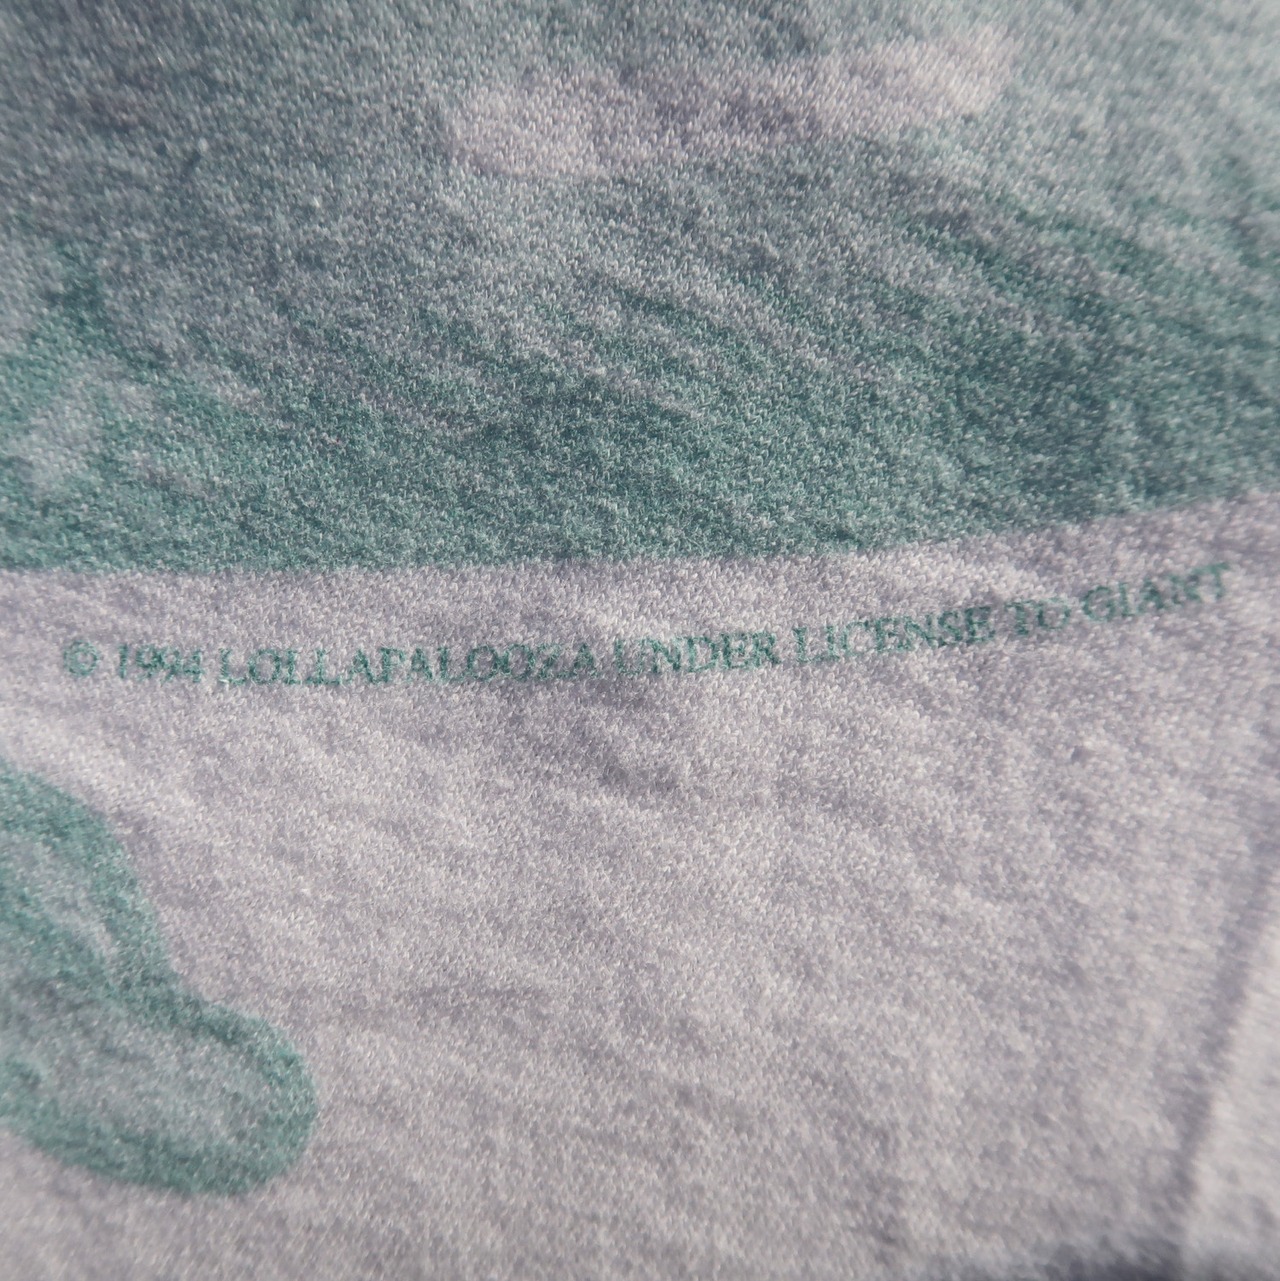 © 1994 LOLLAPALOOZA UNDER LICENSE TO GIANT